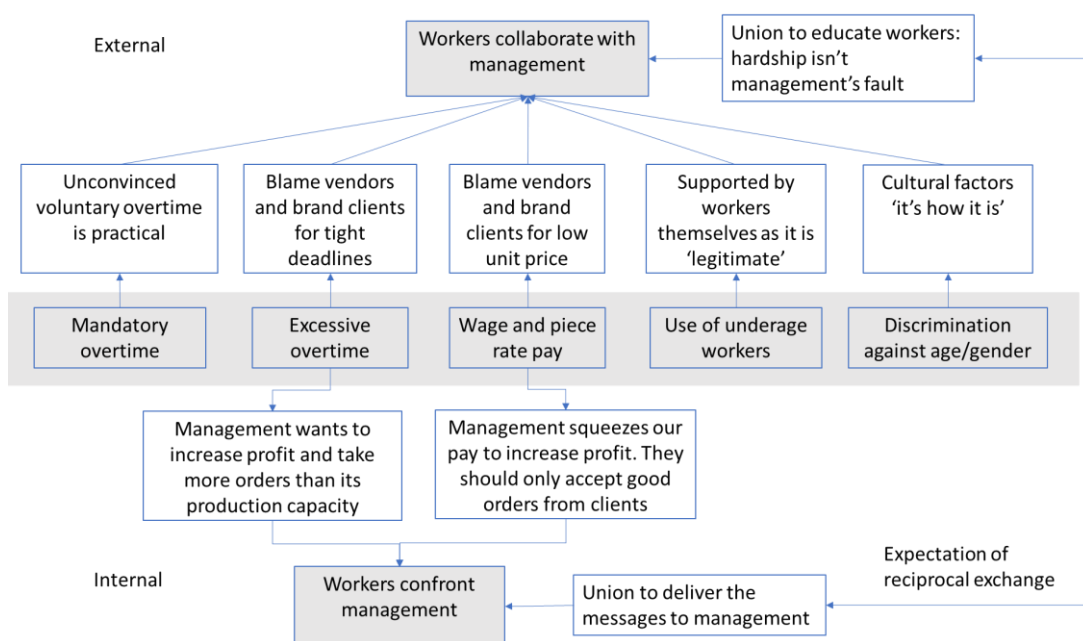 External
Workers collaborate with
management
Union to educate workers:
hardship isn't
management's fault
Unconvinced
voluntary overtime
is practical
Blame vendors
and brand clients
for tight
deadlines
Blame vendors
and brand
clients for low
unit price
Supported by
workers
themselves as it is
‘legitimate’
Cultural factors
‘it’s how it is’
Mandatory
overtime
Excessive
overtime
Wage and piece
rate pay
Use of underage
workers
Discrimination
against age/gender
Management wants to
increase profit and take
more orders than its
production capacity
Management squeezes our
pay to increase profit. They
should only accept good
orders from clients
Internal
Workers confront
management
Union to deliver the
messages to management
Expectation of
reciprocal exchange